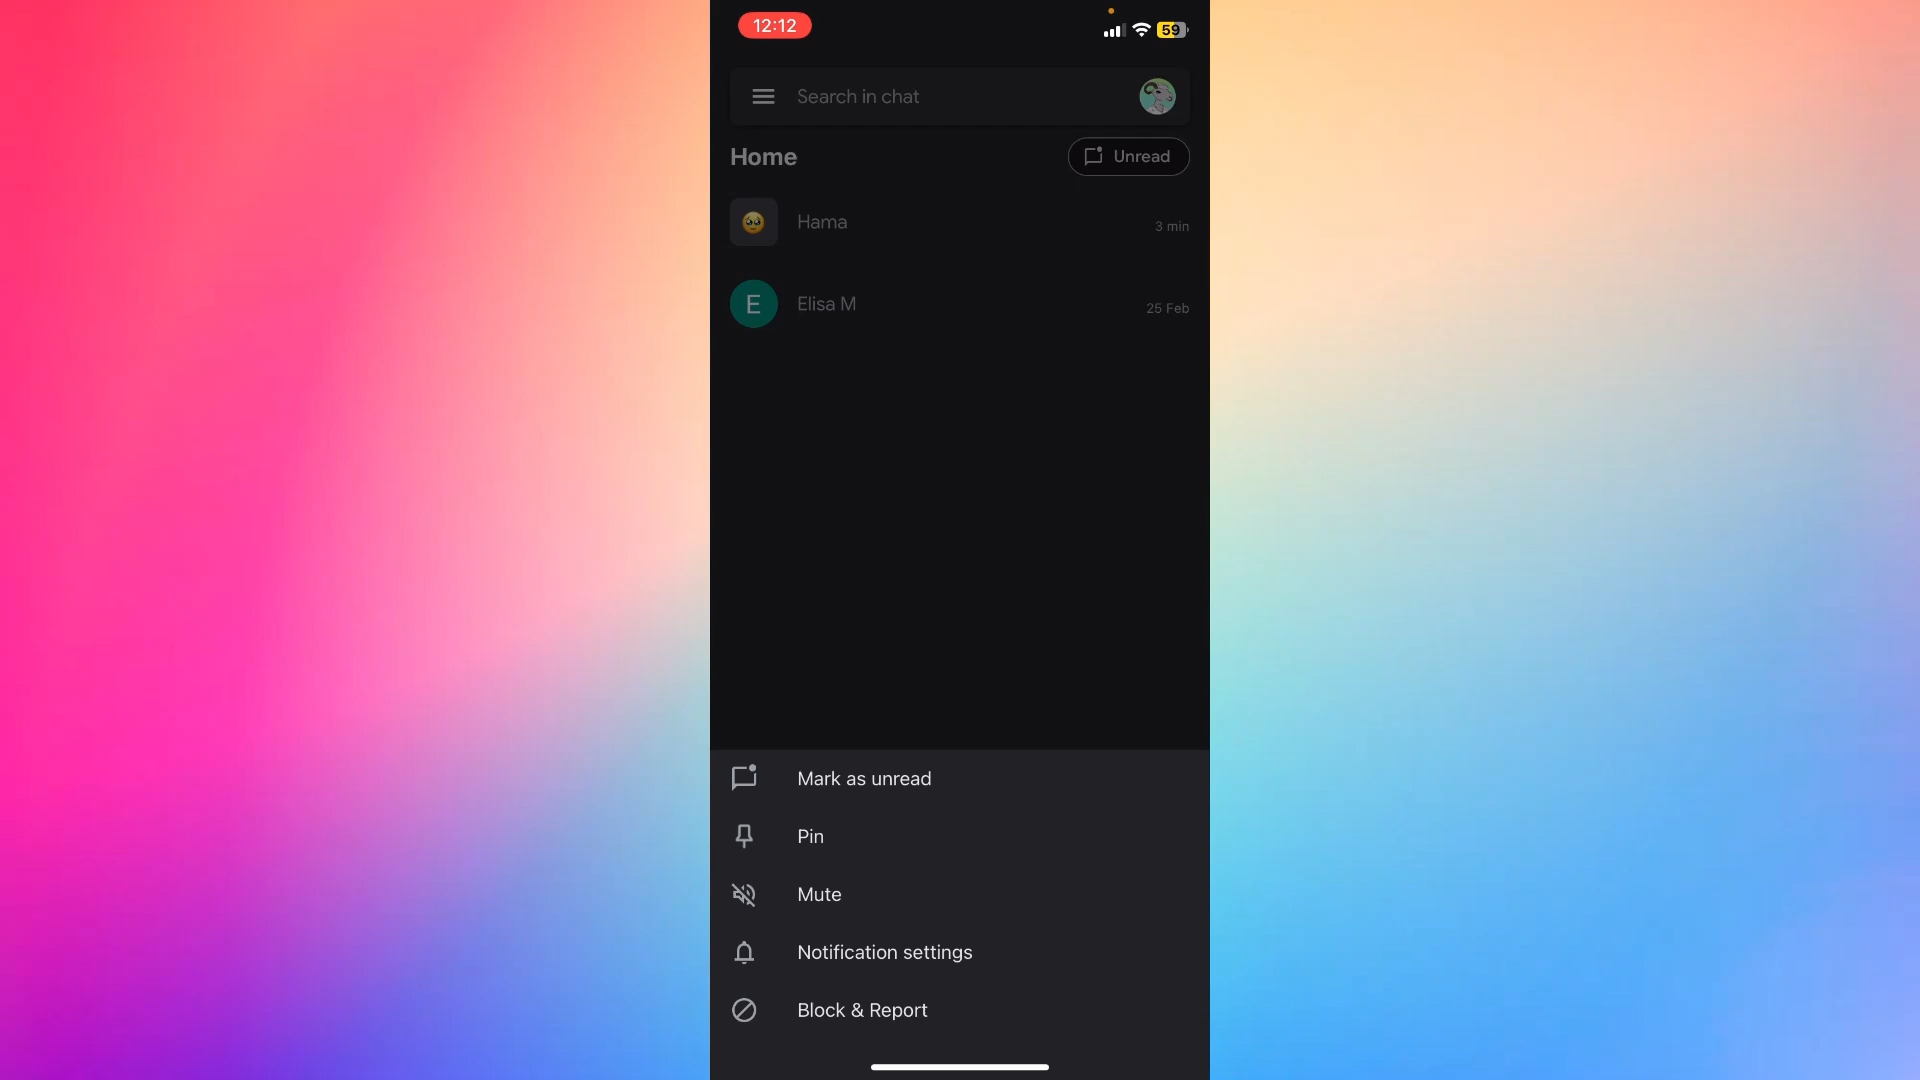 12:12
59
Search in chat
Home
Unread
Hama
3 min
E
Elisa M
25 Feb
Mark as unread
Pin
Mute
Notification settings
Block & Report